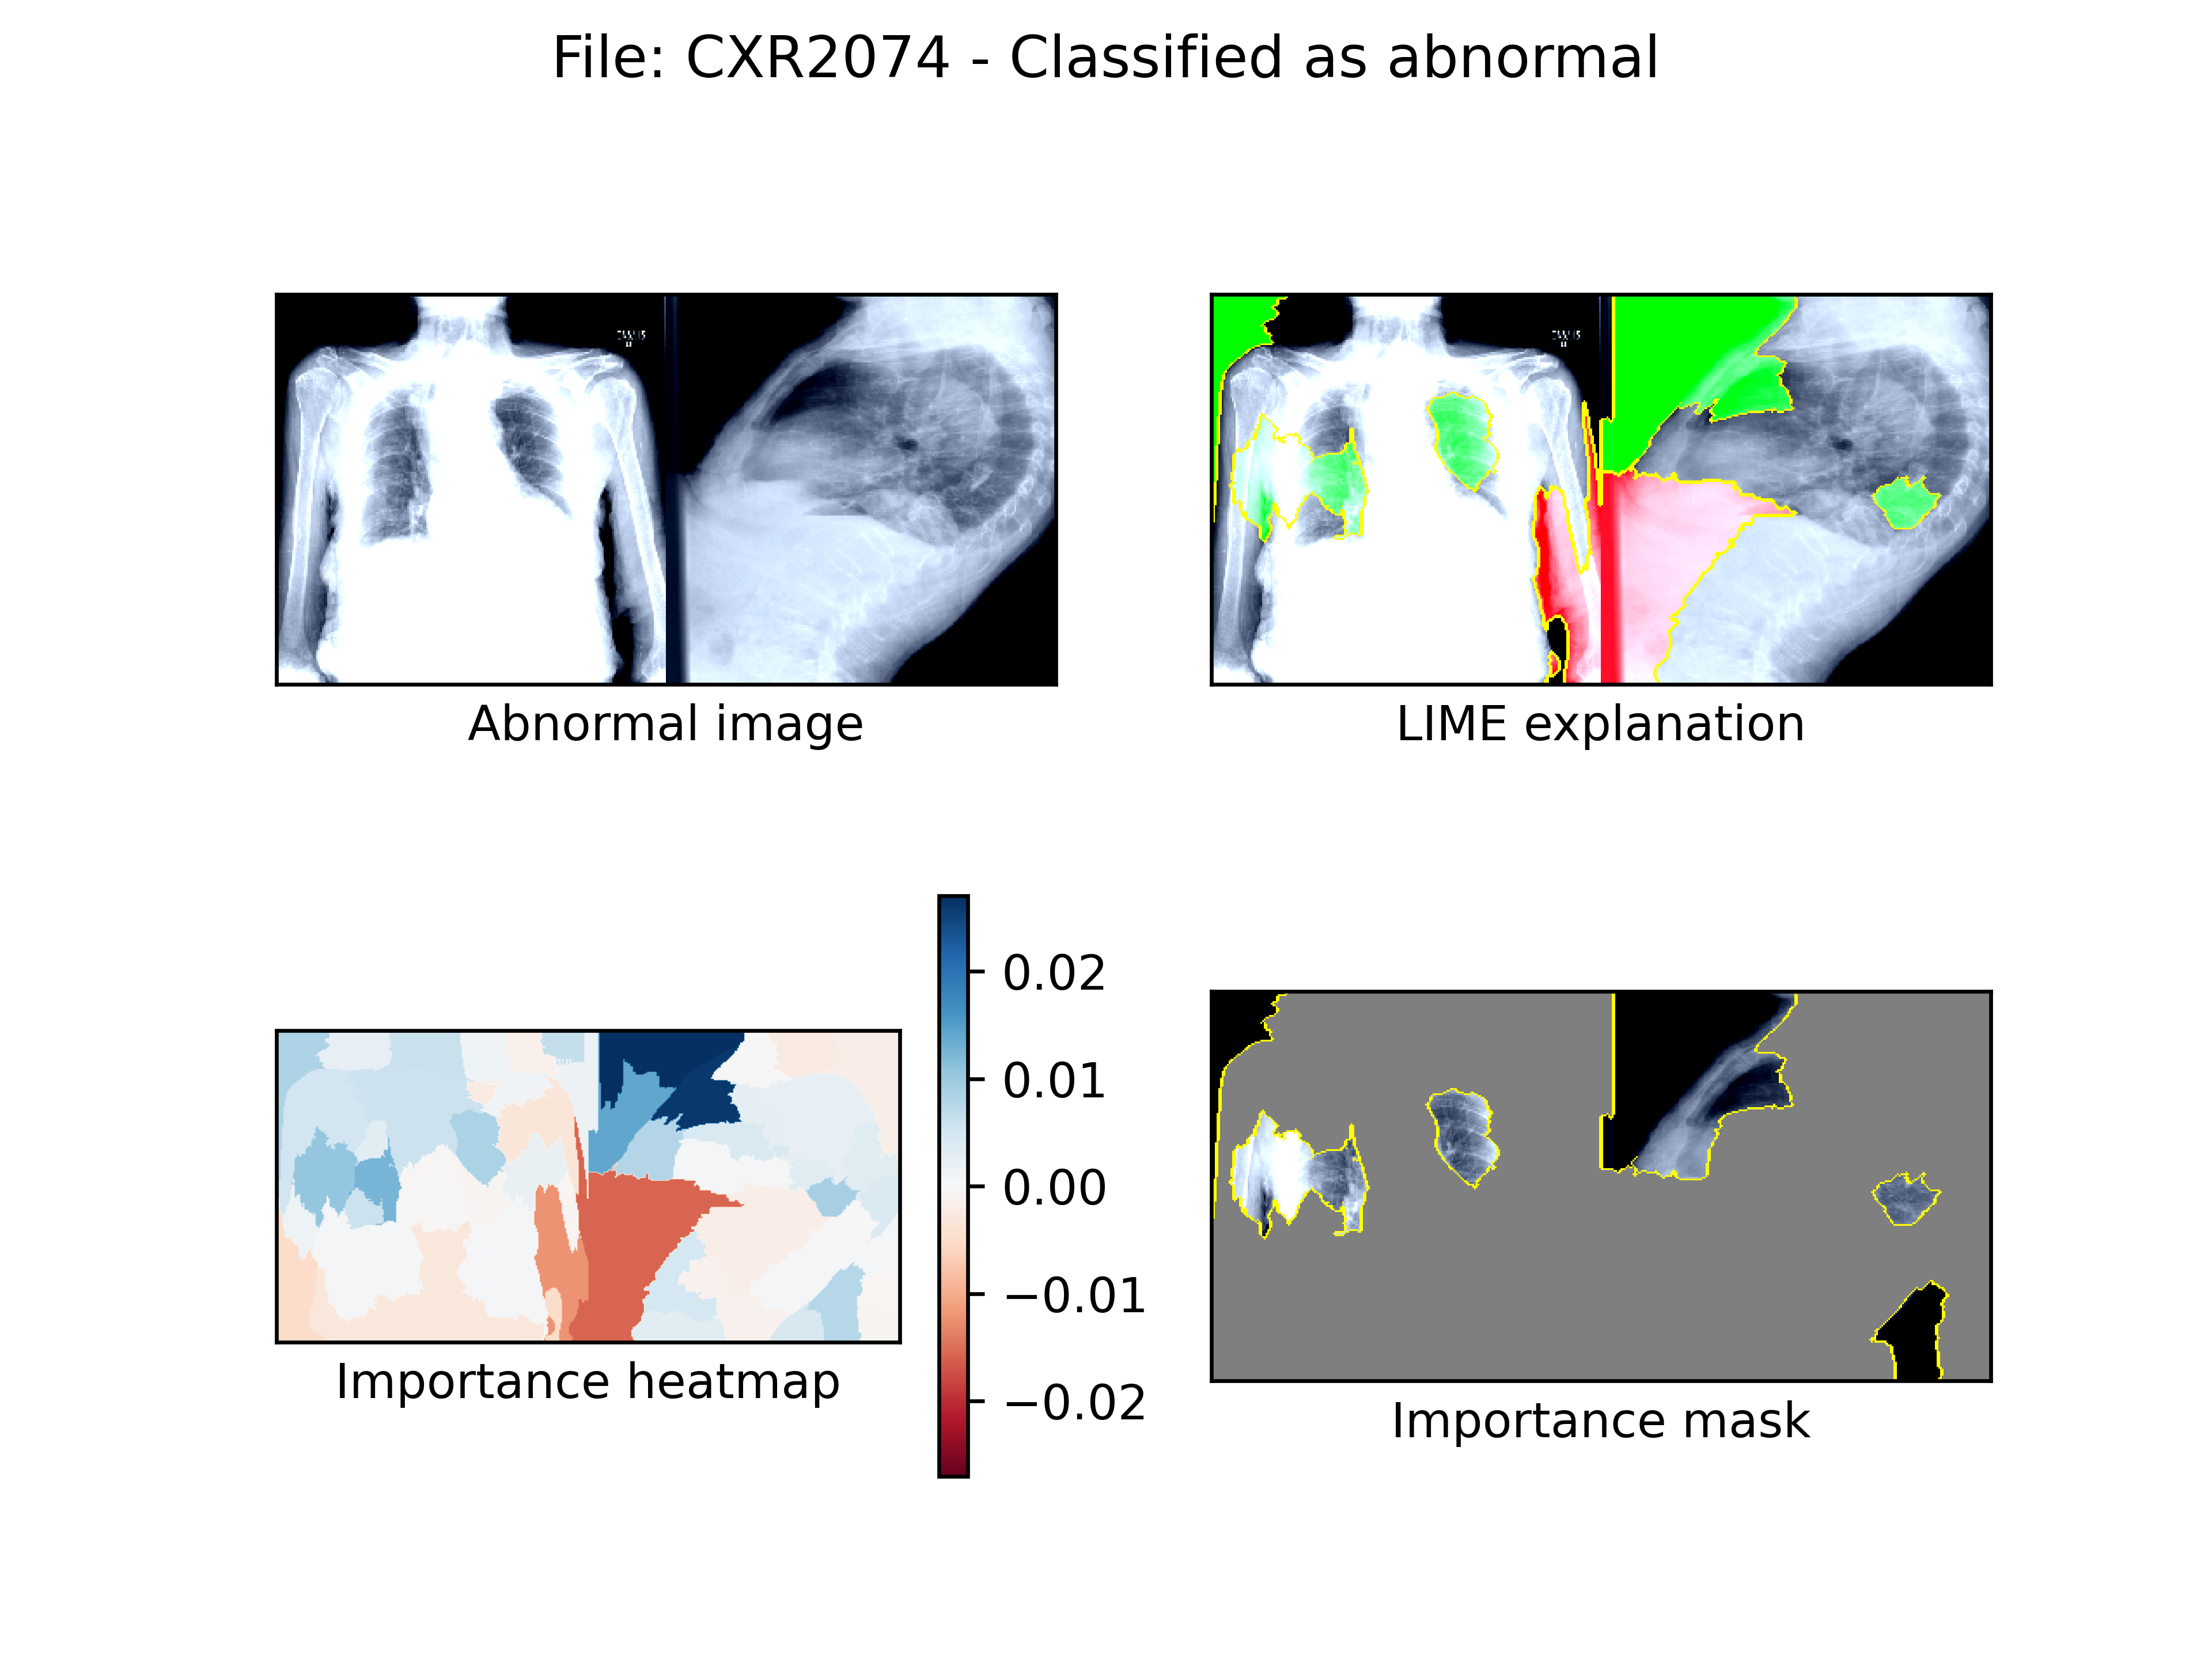 File: CXR2074 - Classified as abnormal
Abnormal image
LIME explanation
0.02
0.01
0.00
−0.01
−0.02
Importance heatmap
Importance mask